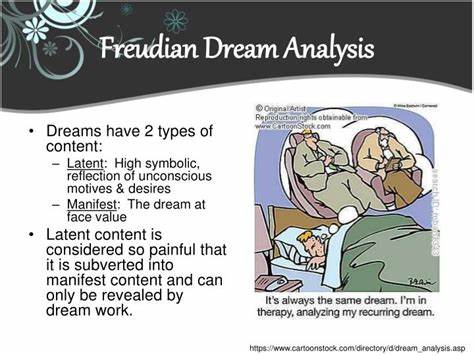 Freudian Dream Analysis
• Dreams have 2 types of
content:
– Latent: High symbolic,
reflection of unconscious
motives & desires
– Manifest: The dream at
face value
• Latent content is
considered so painful that
it is subverted into
manifest content and can
only be revealed by
dream work.
© Original Artist
Reproduction rights obtainable from
www.CartoonStock.com
It's always the same dream. I'm in
therapy, analyzing my recurring dream.
https://www.cartoonstock.com/directory/d/dream_analysis.asp